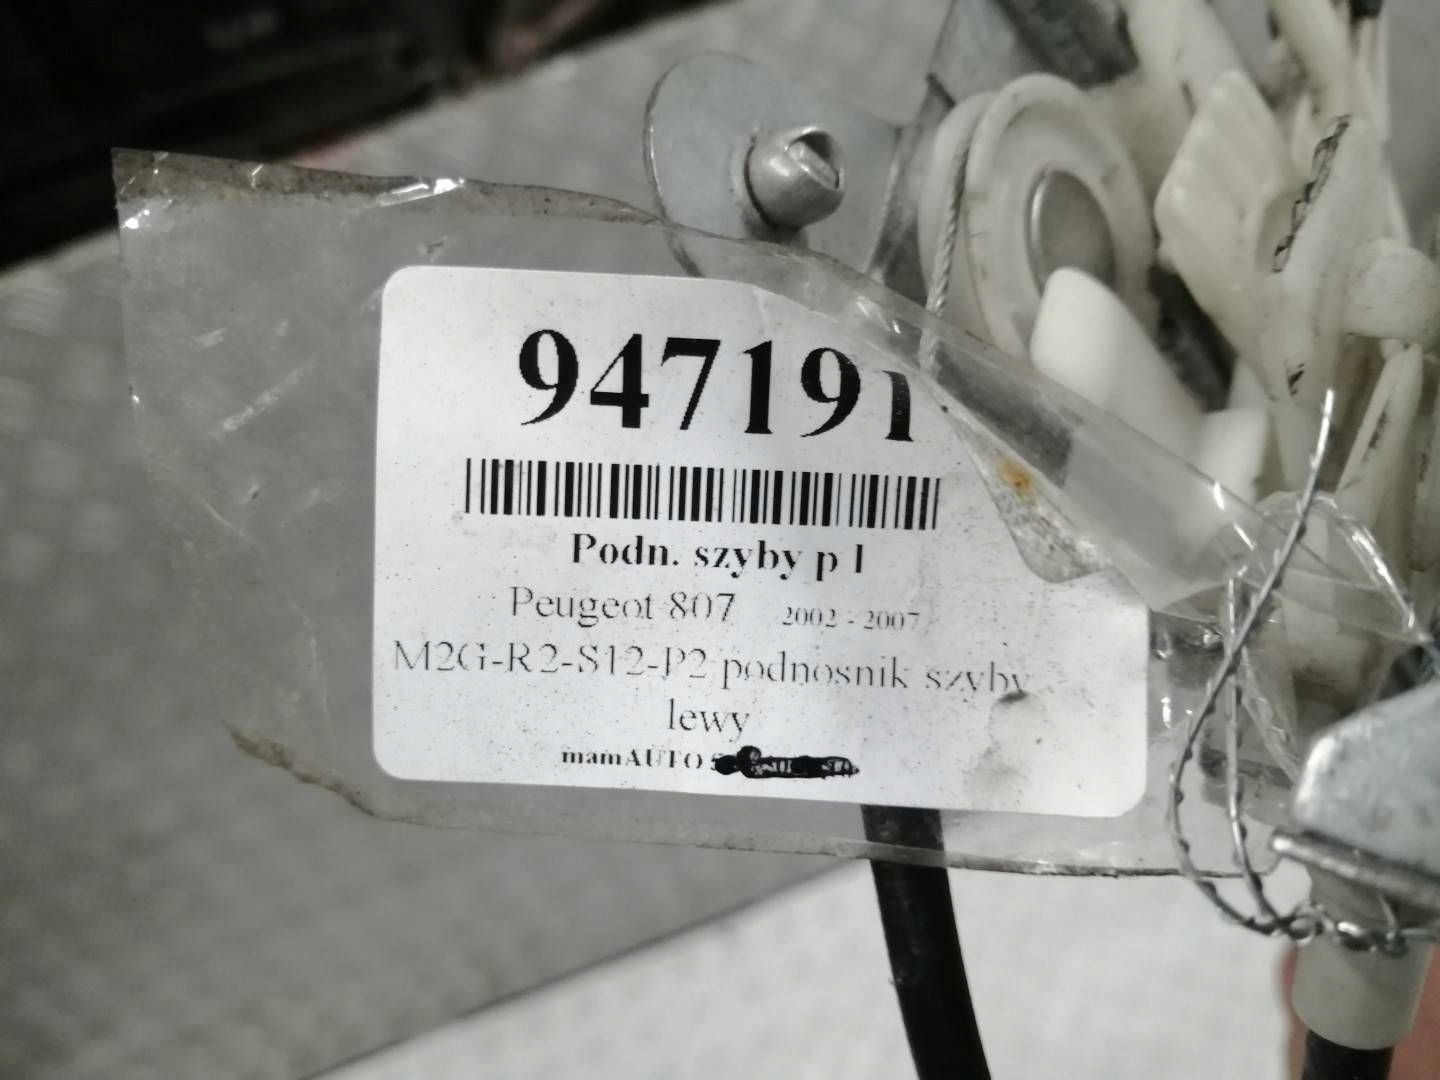 947191
Podn. szyby p l
Peugeot 807 2002 - 2007
M2G-R2-S12-P2 podnosnik szyby
lewy
mamAUTO